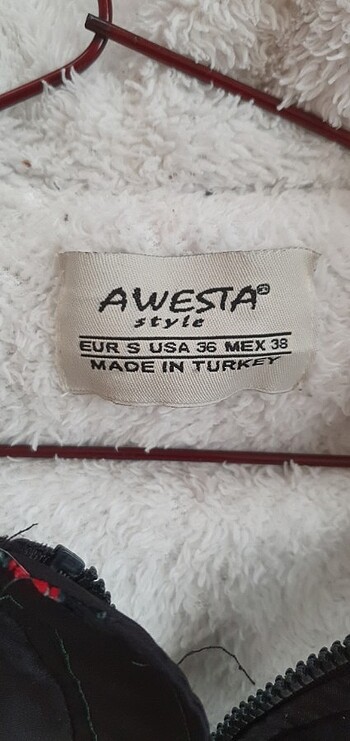 AWESTA®
style
EUR S USA 36 MEX 38
MADE IN TURKEY